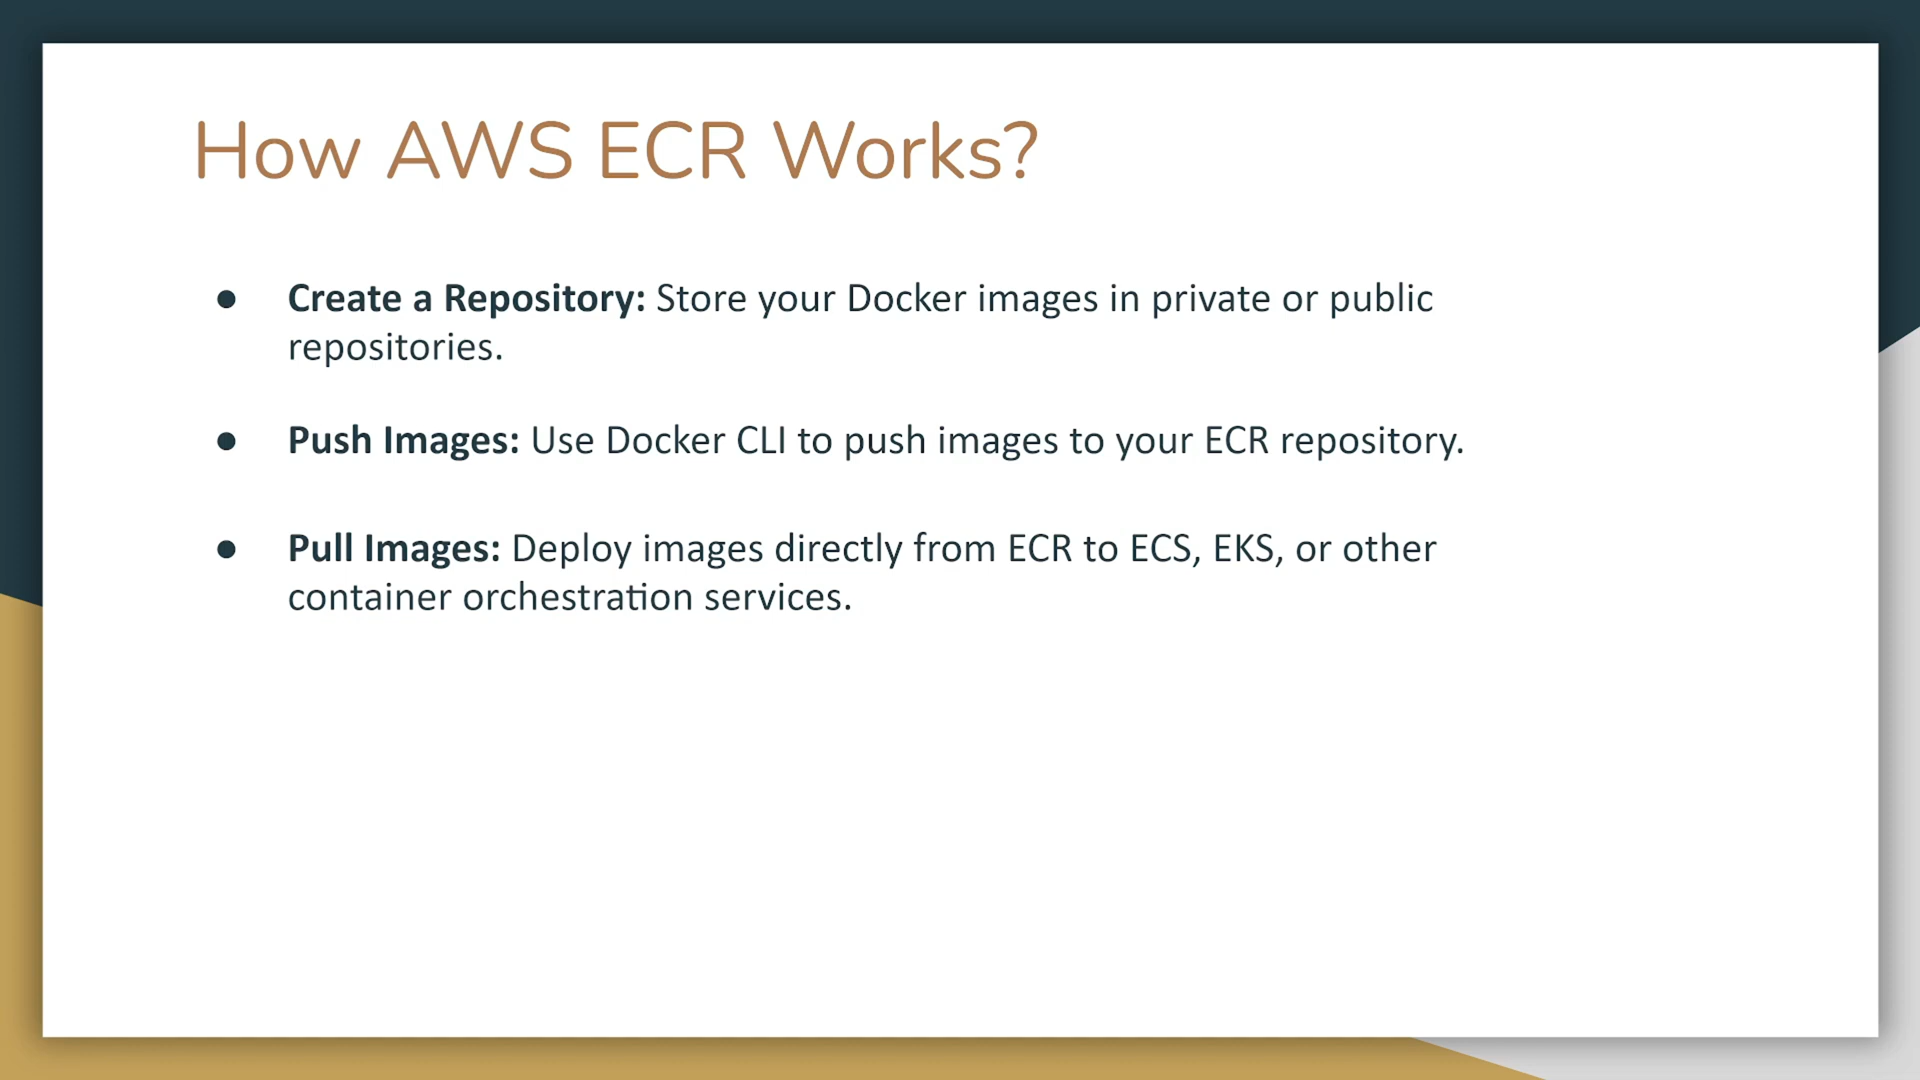 How AWS ECR Works?
● Create a Repository: Store your Docker images in private or public
repositories.
● Push Images: Use Docker CLI to push images to your ECR repository.
● Pull Images: Deploy images directly from ECR to ECS, EKS, or other
container orchestration services.